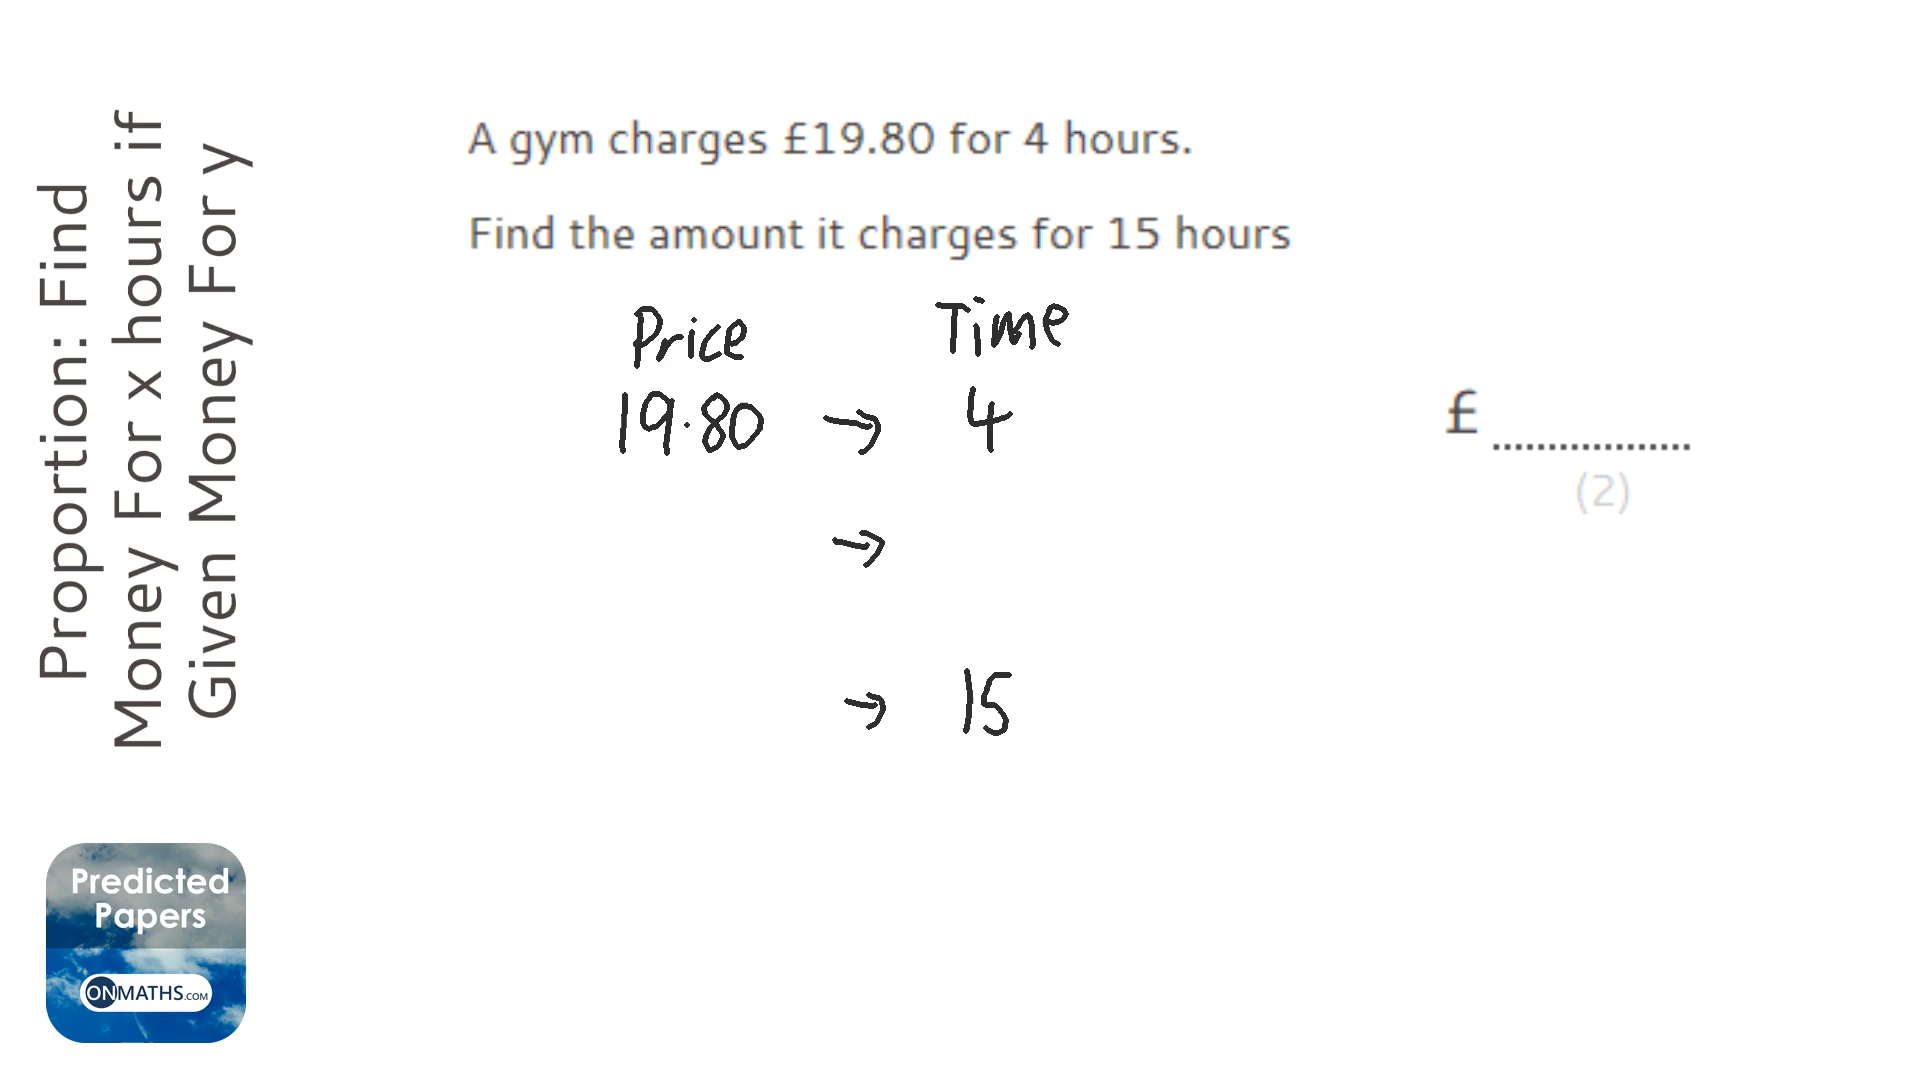 Proportion: Find
Money For x hours if
Given Money For y
A gym charges £19.80 for 4 hours.
Find the amount it charges for 15 hours
Price Time
19.80 → 4
→
→ 15
£ ..................
(2)
Predicted
Papers
ONMATHS.COM